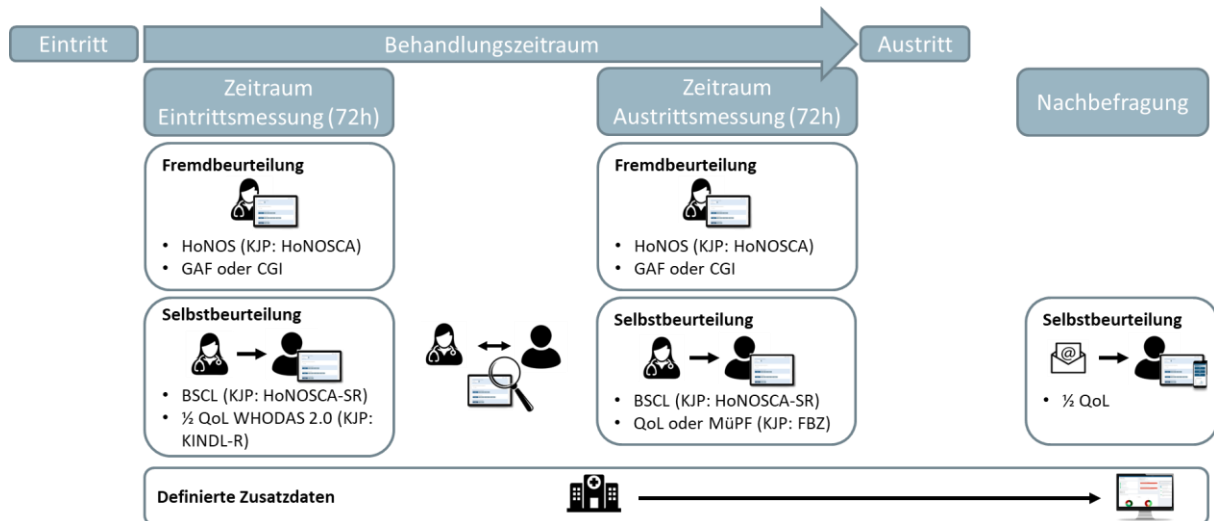 Eintritt
Behandlungszeitraum
Austritt
Zeitraum
Eintrittsmessung (72h)
Zeitraum
Austrittsmessung (72h)
Nachbefragung
Fremdbeurteilung
• HoNOS (KJP: HoNOSCA)
• GAF oder CGI
Fremdbeurteilung
• HoNOS (KJP: HoNOSCA)
• GAF oder CGI
Selbstbeurteilung
• BSCL (KJP: HoNOSCA-SR)
• ½ QoL WHODAS 2.0 (KJP:
KINDL-R)
Selbstbeurteilung
• BSCL (KJP: HoNOSCA-SR)
• QoL oder MüPF (KJP: FBZ)
Selbstbeurteilung
@
• ½ QoL
Definierte Zusatzdaten